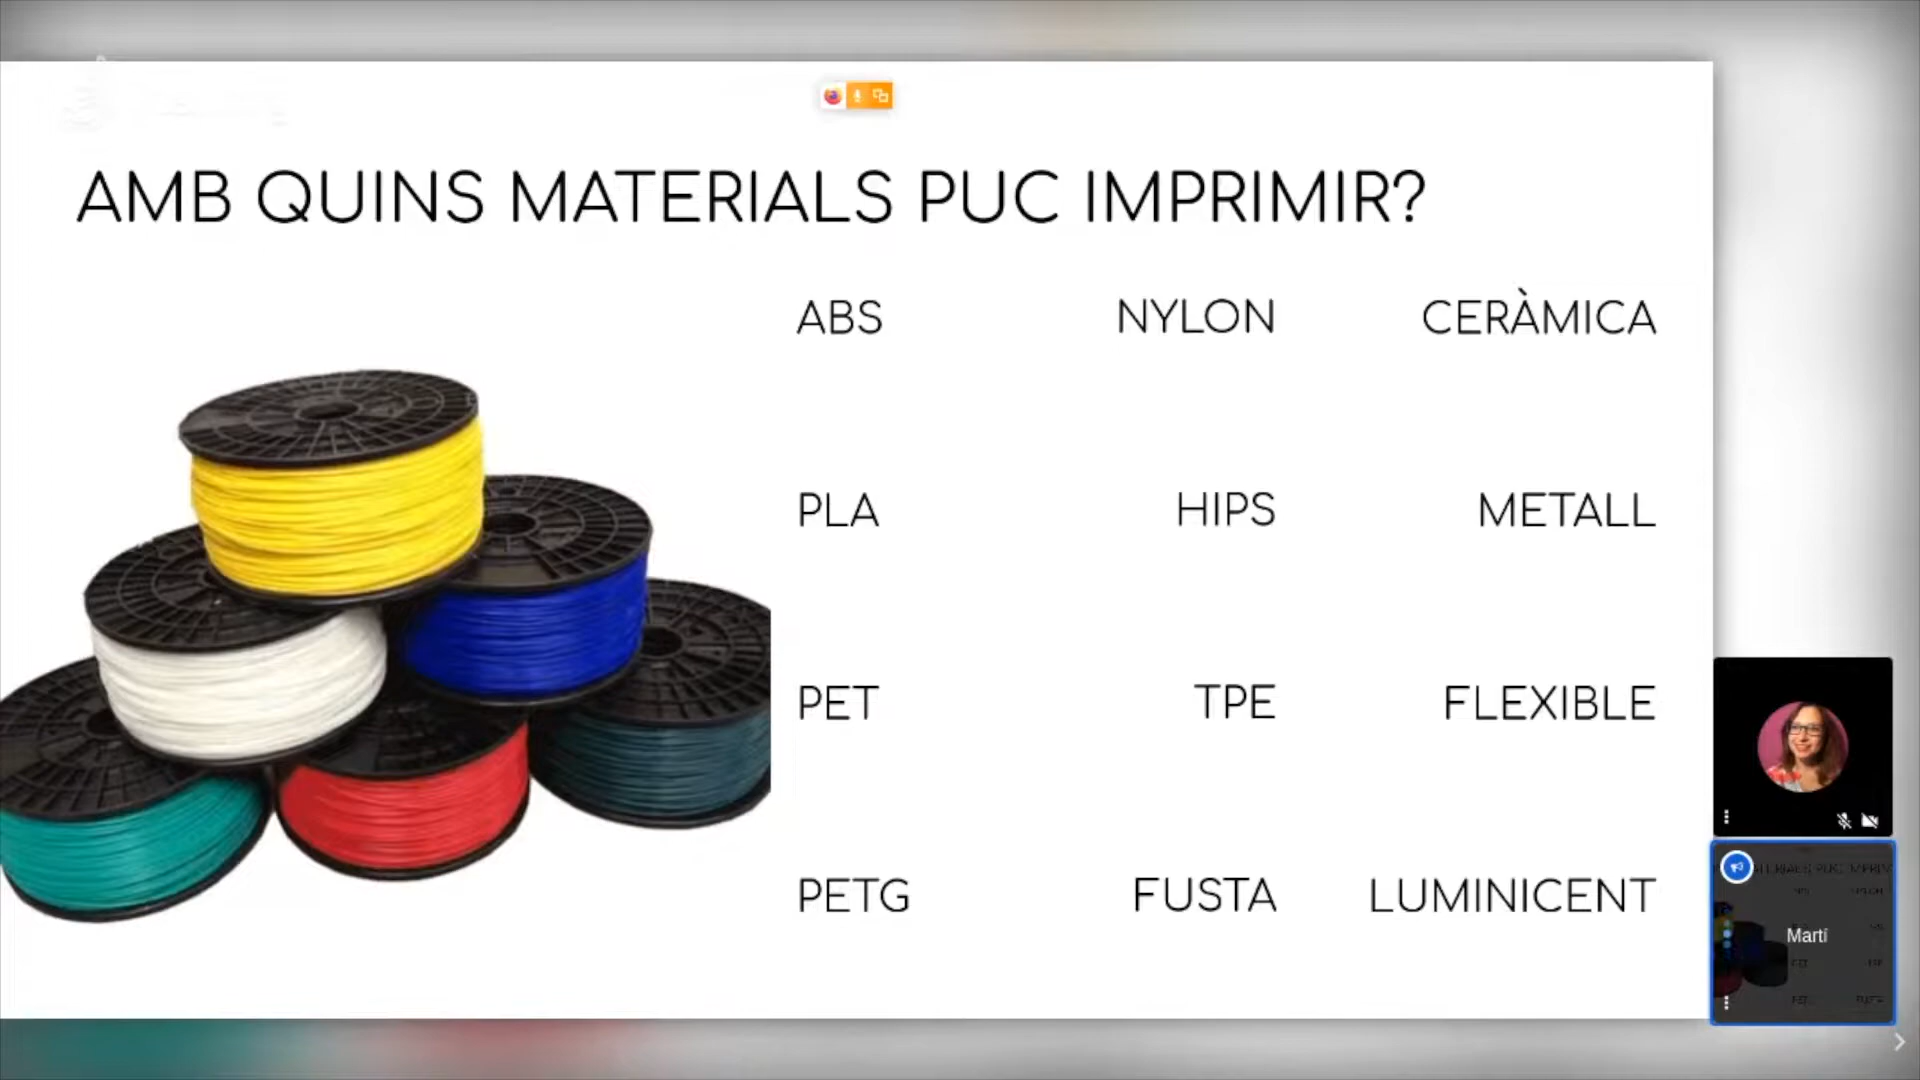 AMB QUINS MATERIALS PUC IMPRIMIR?
ABS NYLON CERÀMICA
PLA HIPS METALL
PET TPE FLEXIBLE
PETG FUSTA LUMINICENT
Martí